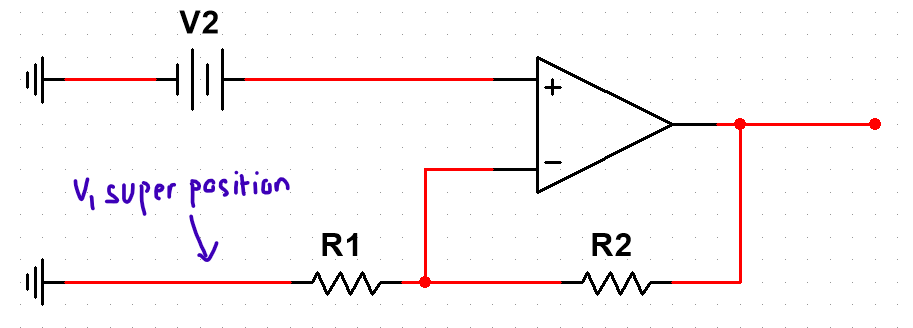 V2
+
−
V₁ super position
R1
R2